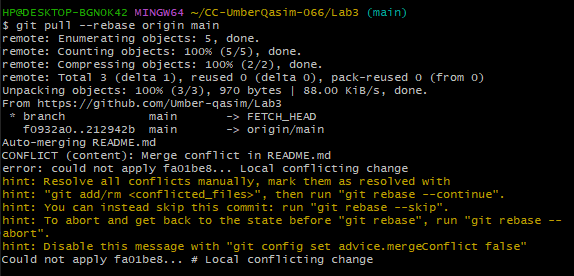 HP@DESKTOP-BGNOK42 MINGW64 ~/CC-UmberQasim-066/Lab3 (main)
$ git pull --rebase origin main
remote: Enumerating objects: 5, done.
remote: Counting objects: 100% (5/5), done.
remote: Compressing objects: 100% (2/2), done.
remote: Total 3 (delta 1), reused 0 (delta 0), pack-reused 0 (from 0)
Unpacking objects: 100% (3/3), 970 bytes | 88.00 KiB/s, done.
From https://github.com/Umber-qasim/Lab3
 * branch            main       -> FETCH_HEAD
   f0932a0..212942b  main       -> origin/main
Auto-merging README.md
CONFLICT (content): Merge conflict in README.md
error: could not apply fa01be8... Local conflicting change
hint: Resolve all conflicts manually, mark them as resolved with
hint: "git add/rm <conflicted_files>", then run "git rebase --continue".
hint: You can instead skip this commit: run "git rebase --skip".
hint: To abort and get back to the state before "git rebase", run "git rebase --
abort".
hint: Disable this message with "git config set advice.mergeConflict false"
Could not apply fa01be8... # Local conflicting change